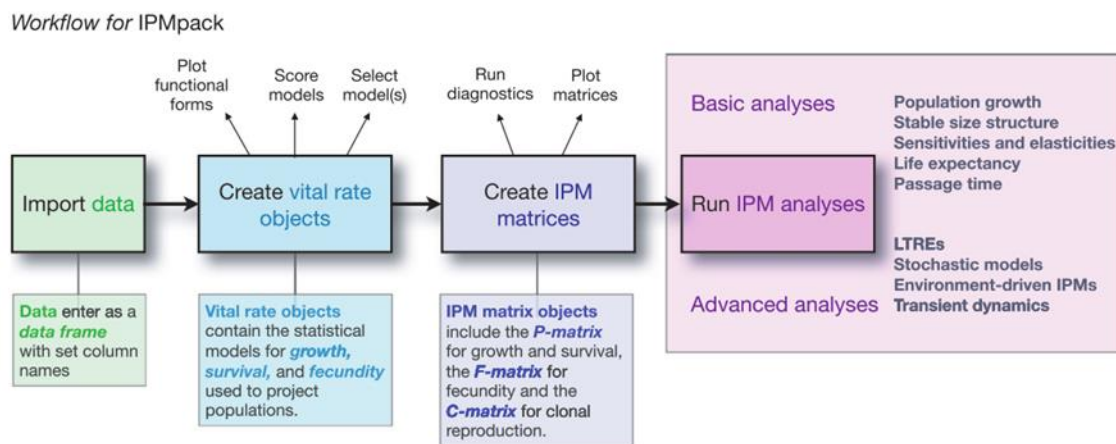 Workflow for IPMpack
Plot
functional
forms
Score
models
Select
model(s)
Run
diagnostics
Plot
matrices
Import data
Create vital rate
objects
Create IPM
matrices
Run IPM analyses
Basic analyses
Population growth
Stable size structure
Sensitivities and elasticities
Life expectancy
Passage time
LTREs
Stochastic models
Environment-driven IPMs
Transient dynamics
Advanced analyses
Data enter as a
data frame
with set column
names
Vital rate objects
contain the statistical
models for growth,
survival, and fecundity
used to project
populations.
IPM matrix objects
include the P-matrix
for growth and survival,
the F-matrix for
fecundity and the
C-matrix for clonal
reproduction.